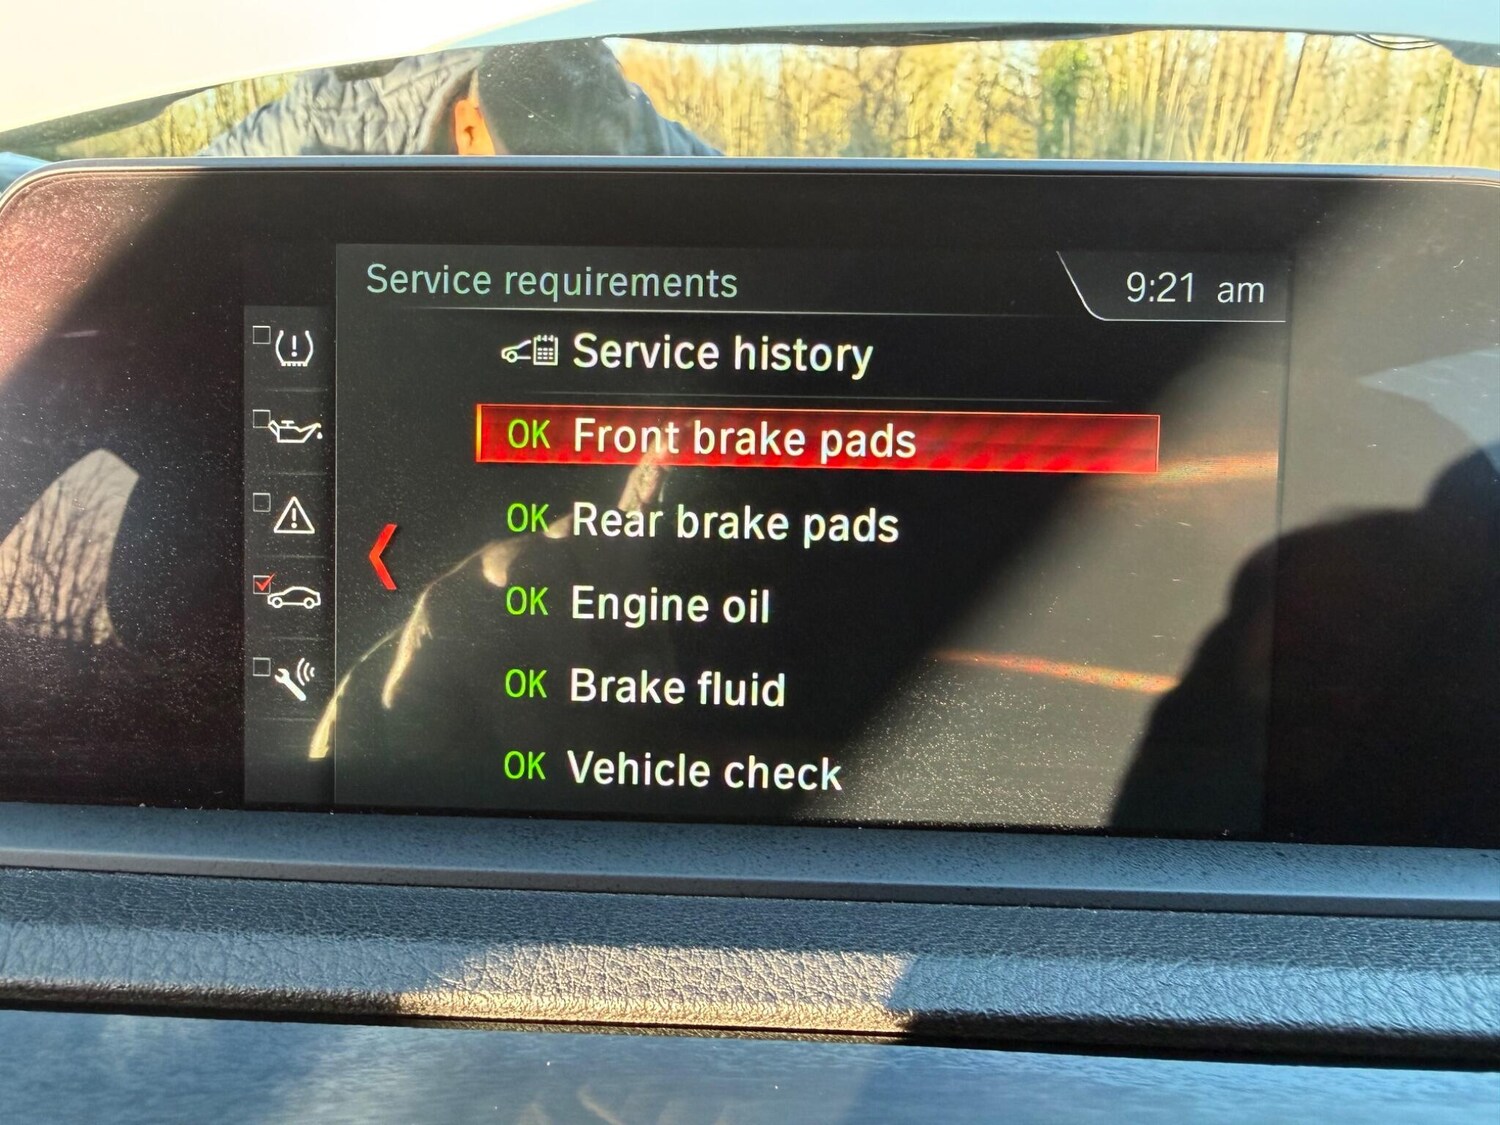 Service requirements
9:21 am
Service history
OK Front brake pads
OK Rear brake pads
OK Engine oil
OK Brake fluid
OK Vehicle check